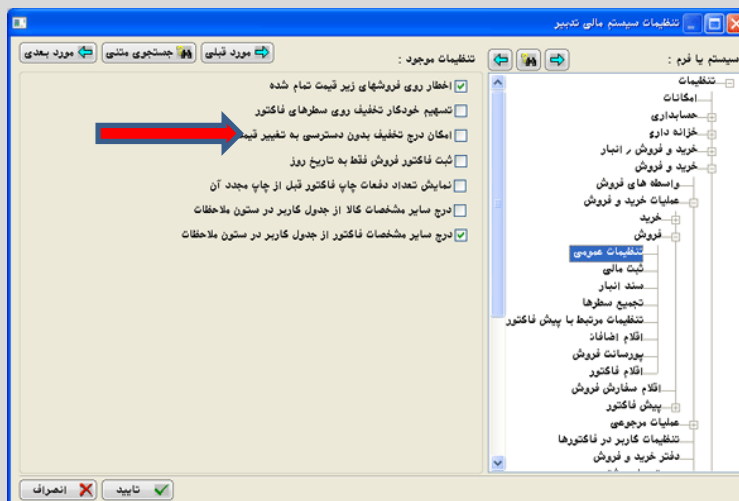 تنظیمات سیستم مالی تدبیر
سیستم یا فرم :
تنظیمات
امکانات
حسابداری
خزانه داری
خرید و فروش / انبار
خرید و فروش
واسطه های فروش
عملیات خرید و فروش
خرید
فروش
تنظیمات عمومی
ثبت مالی
سند انبار
تجمیع سطرها
تنظیمات مرتبط با پیش فاکتور
اقلام اضافات
پورسانت فروش
اقلام فاکتور
اقلام سفارش فروش
پیش فاکتور
عملیات مرجوعی
تنظیمات کاربر در فاکتورها
دفتر خرید و فروش
تنظیمات موجود :
مورد قبلی
جستجوی متنی
مورد بعدی
اخطار روی فروشهای زیر قیمت تمام شده
تسهیم خودکار تخفیف روی سطرهای فاکتور
امکان درج تخفیف بدون دسترسی به تغییر
ثبت فاکتور فروش فقط به تاریخ روز
نمایش تعداد دفعات چاپ فاکتور قبل از چاپ مجدد آن
درج سایر مشخصات کالا از جدول کاربر در ستون ملاحظات
درج سایر مشخصات فاکتور از جدول کاربر در ستون ملاحظات
تایید
انصراف